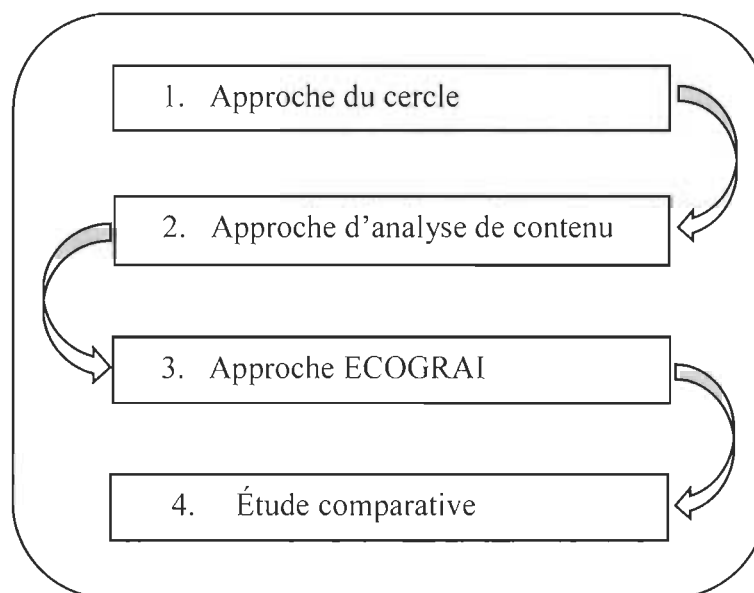 1. Approche du cercle
2. Approche d'analyse de contenu
3. Approche ECOGRAI
4. Étude comparative